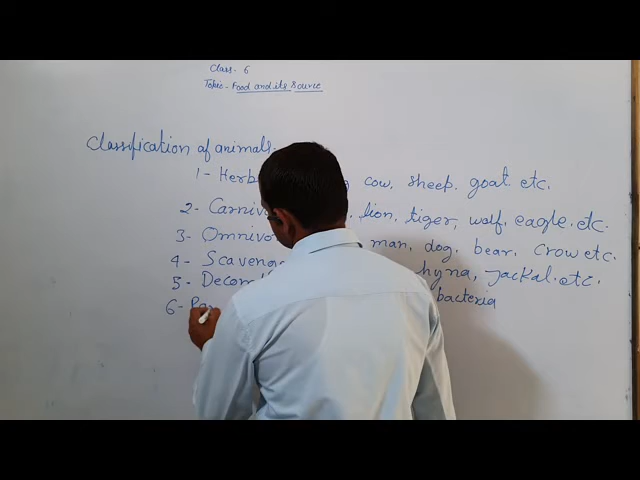 Class- 6
Topic- Food and its Source
Classification of animals-
1- Herb cow. sheep. goat. etc.
2- Carniv lion, tiger, wolf, eagle. etc.
3- Omnivo man, dog. bear. Crow etc.
4- Scaveng hyna, Jackal. etc.
5- Decom bacteria
6- Par